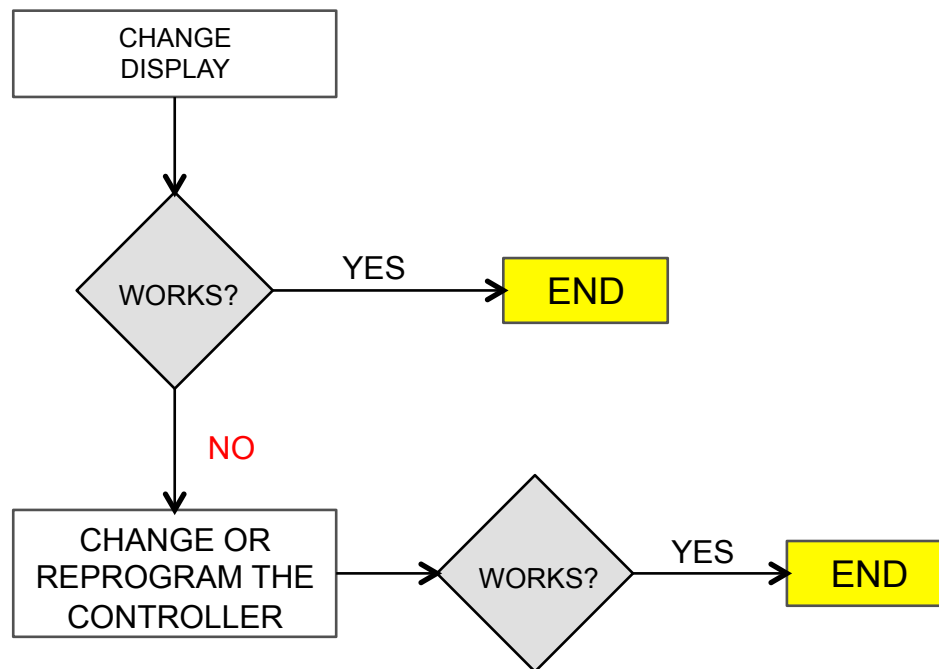 CHANGE
DISPLAY
WORKS?
YES
END
NO
CHANGE OR
REPROGRAM THE
CONTROLLER
WORKS?
YES
END